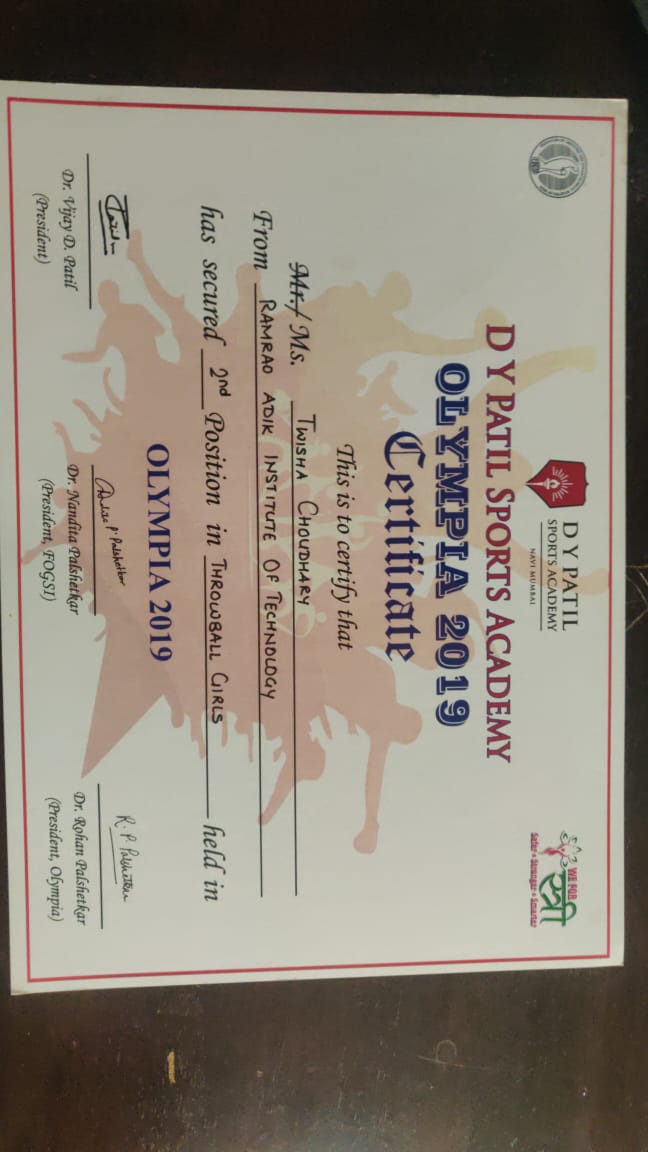 D Y PATIL
SPORTS ACADEMY
NAVI MUMBAI
WE FOR
स्त्री
Safer • Stronger • Smarter
D Y PATIL SPORTS ACADEMY
OLYMPIA 2019
Certificate
This is to certify that
Mr./ Ms. TWISHA CHOUDHARY
From RAMRAO ADIK INSTITUTE OF TECHNOLOGY
has secured 2nd Position in THROWBALL GIRLS held in
OLYMPIA 2019
R. P. Palshetkar
Dr. Vijay D. Patil
(President)
Dr. Nandita Palshetkar
(President, FOGSI)
Dr. Rohan Palshetkar
(President, Olympia)